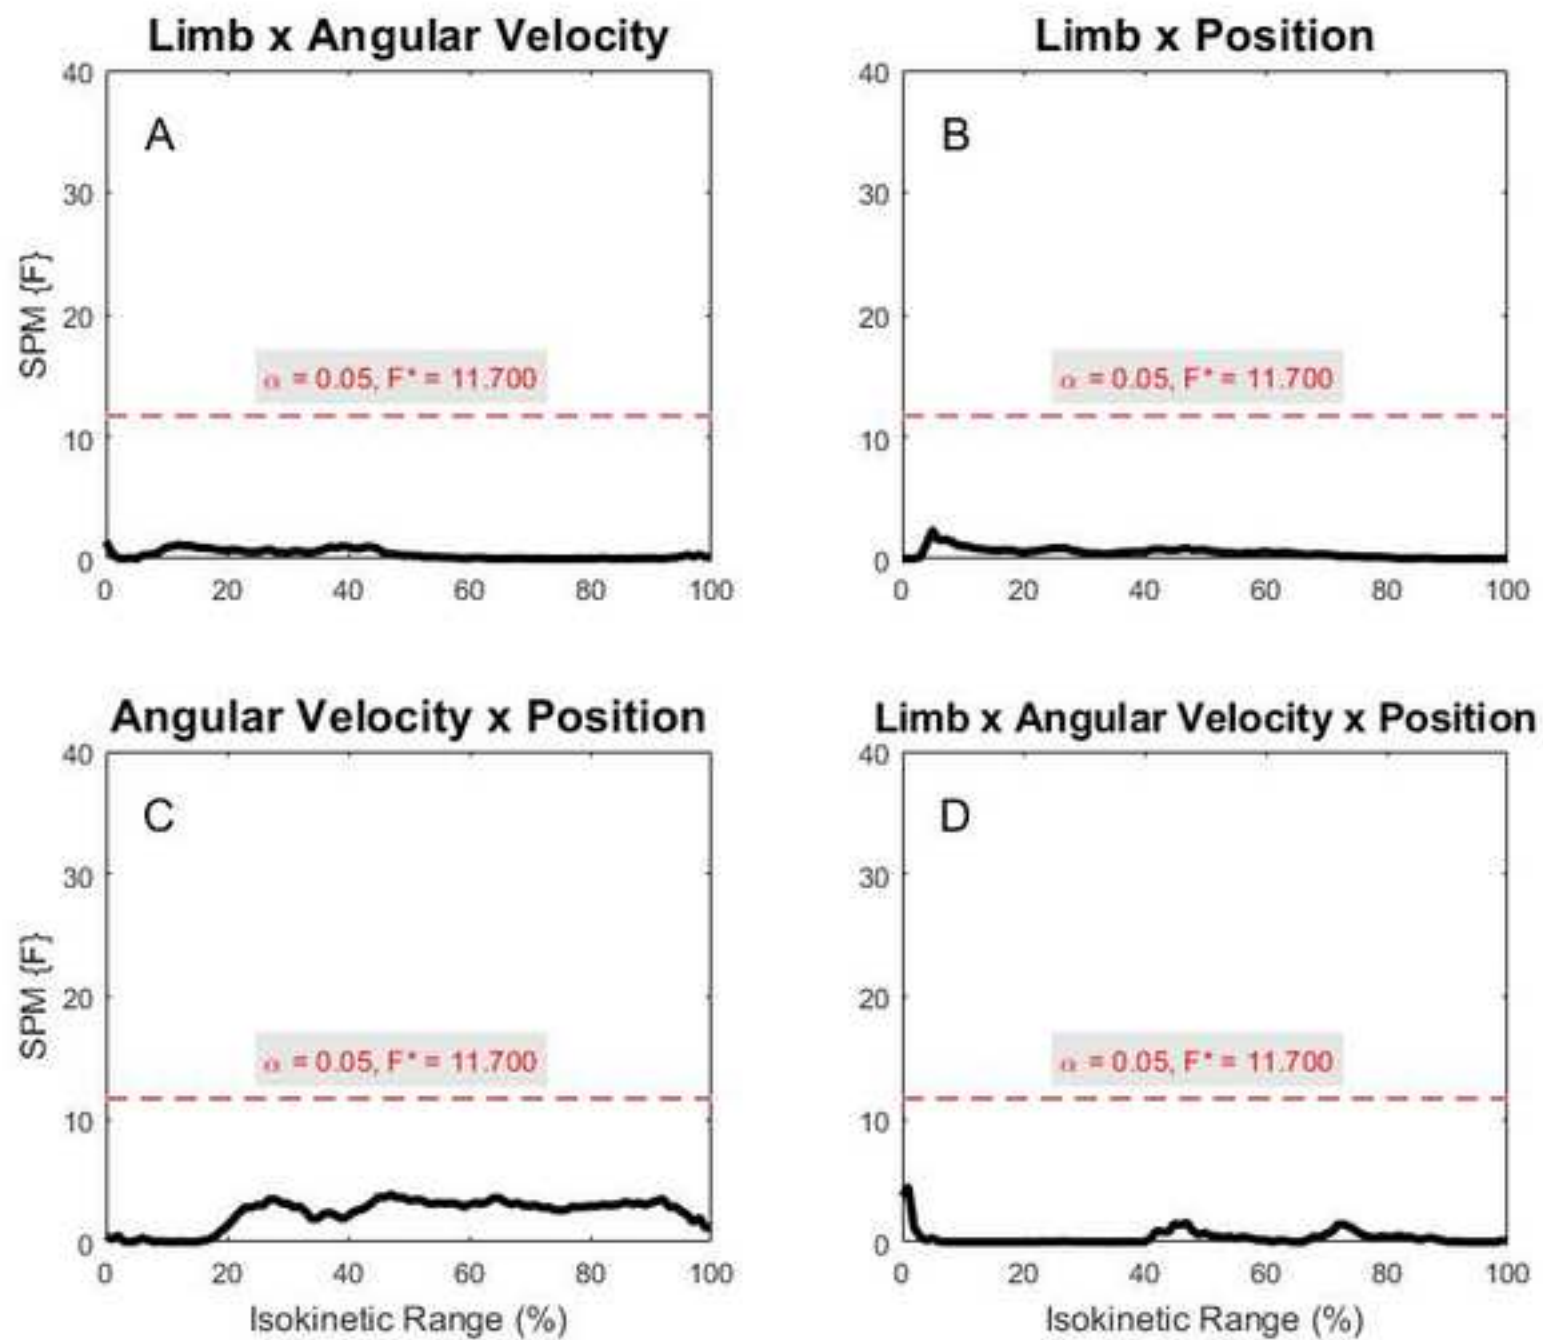 Limb x Angular Velocity
40
A
30
SPM {F}
20
α = 0.05, F* = 11.700
10
0
0 20 40 60 80 100
Limb x Position
40
B
30
20
α = 0.05, F* = 11.700
10
0
0 20 40 60 80 100
Angular Velocity x Position
40
C
30
SPM {F}
20
α = 0.05, F* = 11.700
10
0
0 20 40 60 80 100
Isokinetic Range (%)
Limb x Angular Velocity x Position
40
D
30
20
α = 0.05, F* = 11.700
10
0
0 20 40 60 80 100
Isokinetic Range (%)